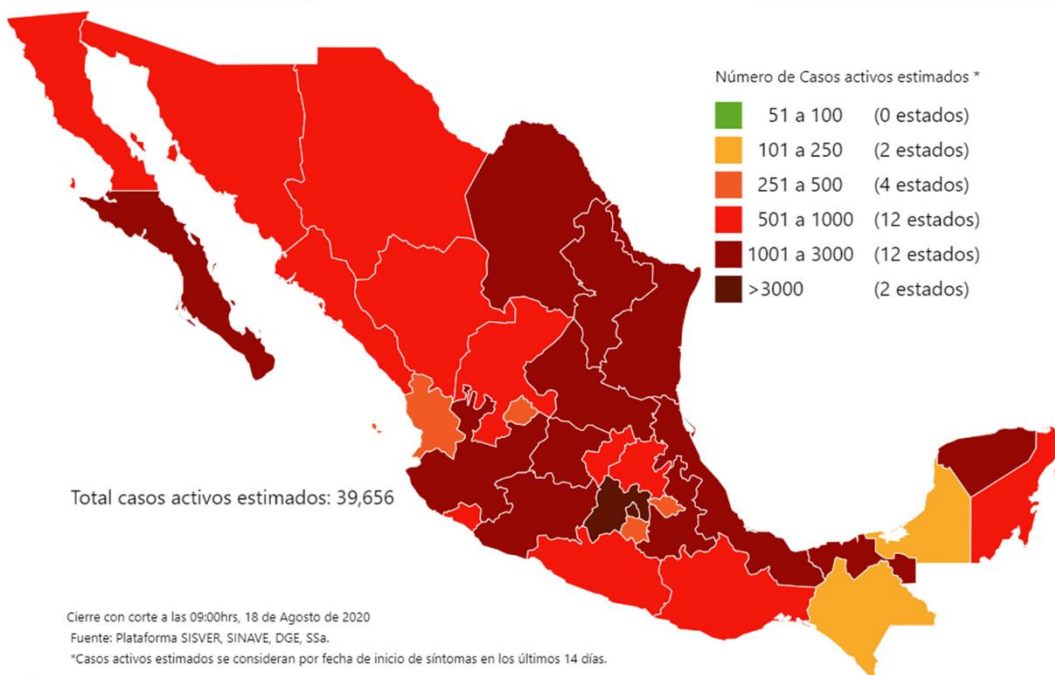 Número de Casos activos estimados *
51 a 100 (0 estados)
101 a 250 (2 estados)
251 a 500 (4 estados)
501 a 1000 (12 estados)
1001 a 3000 (12 estados)
>3000 (2 estados)
Total casos activos estimados: 39,656
Cierre con corte a las 09:00hrs, 18 de Agosto de 2020
Fuente: Plataforma SISVER, SINAVE, DGE, SSa.
*Casos activos estimados se consideran por fecha de inicio de síntomas en los últimos 14 días.